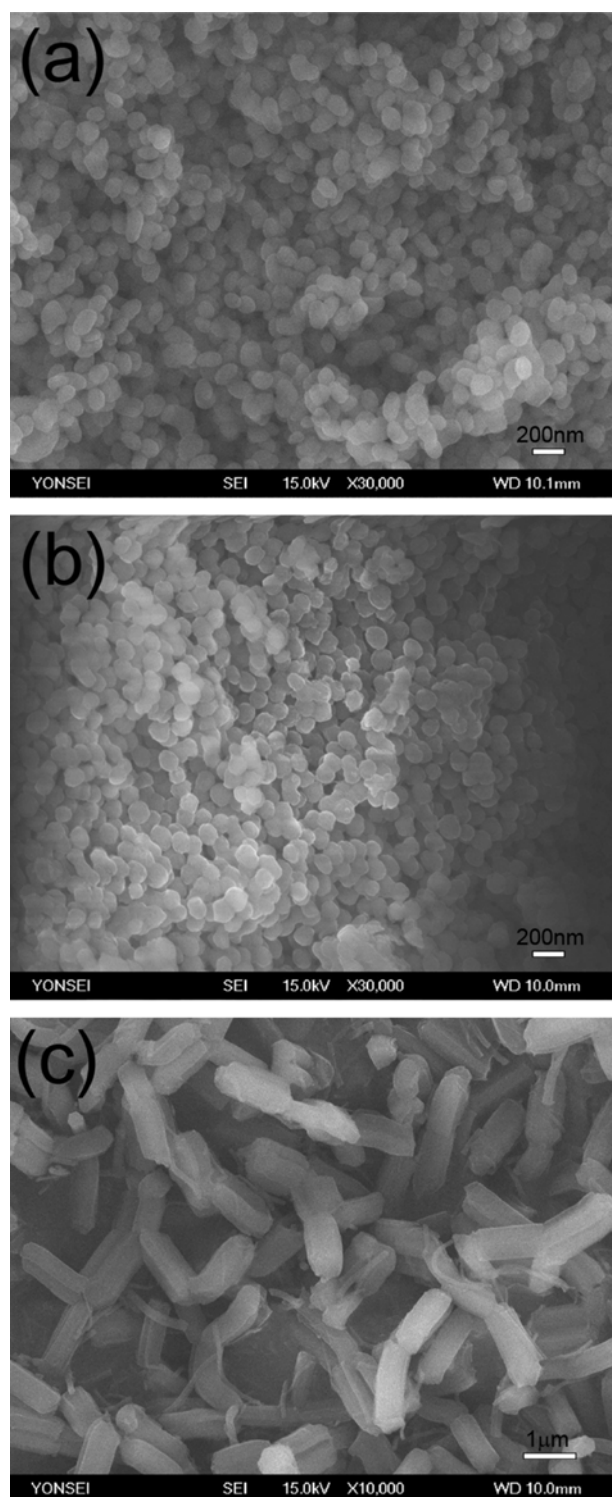 (a)
200nm
YONSEI SEI 15.0kV X30,000 WD 10.1mm
(b)
200nm
YONSEI SEI 15.0kV X30,000 WD 10.0mm
(c)
1μm
YONSEI SEI 15.0kV X10,000 WD 10.0mm